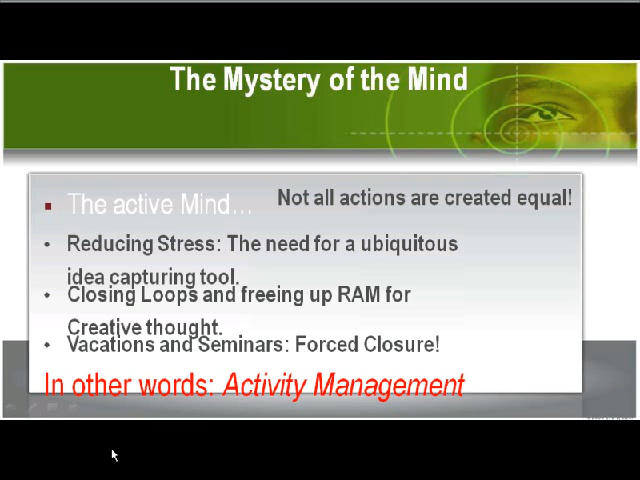 The Mystery of the Mind
The active Mind…
Not all actions are created equal!
Reducing Stress: The need for a ubiquitous
idea capturing tool.
Closing Loops and freeing up RAM for
Creative thought.
Vacations and Seminars: Forced Closure!
In other words: Activity Management